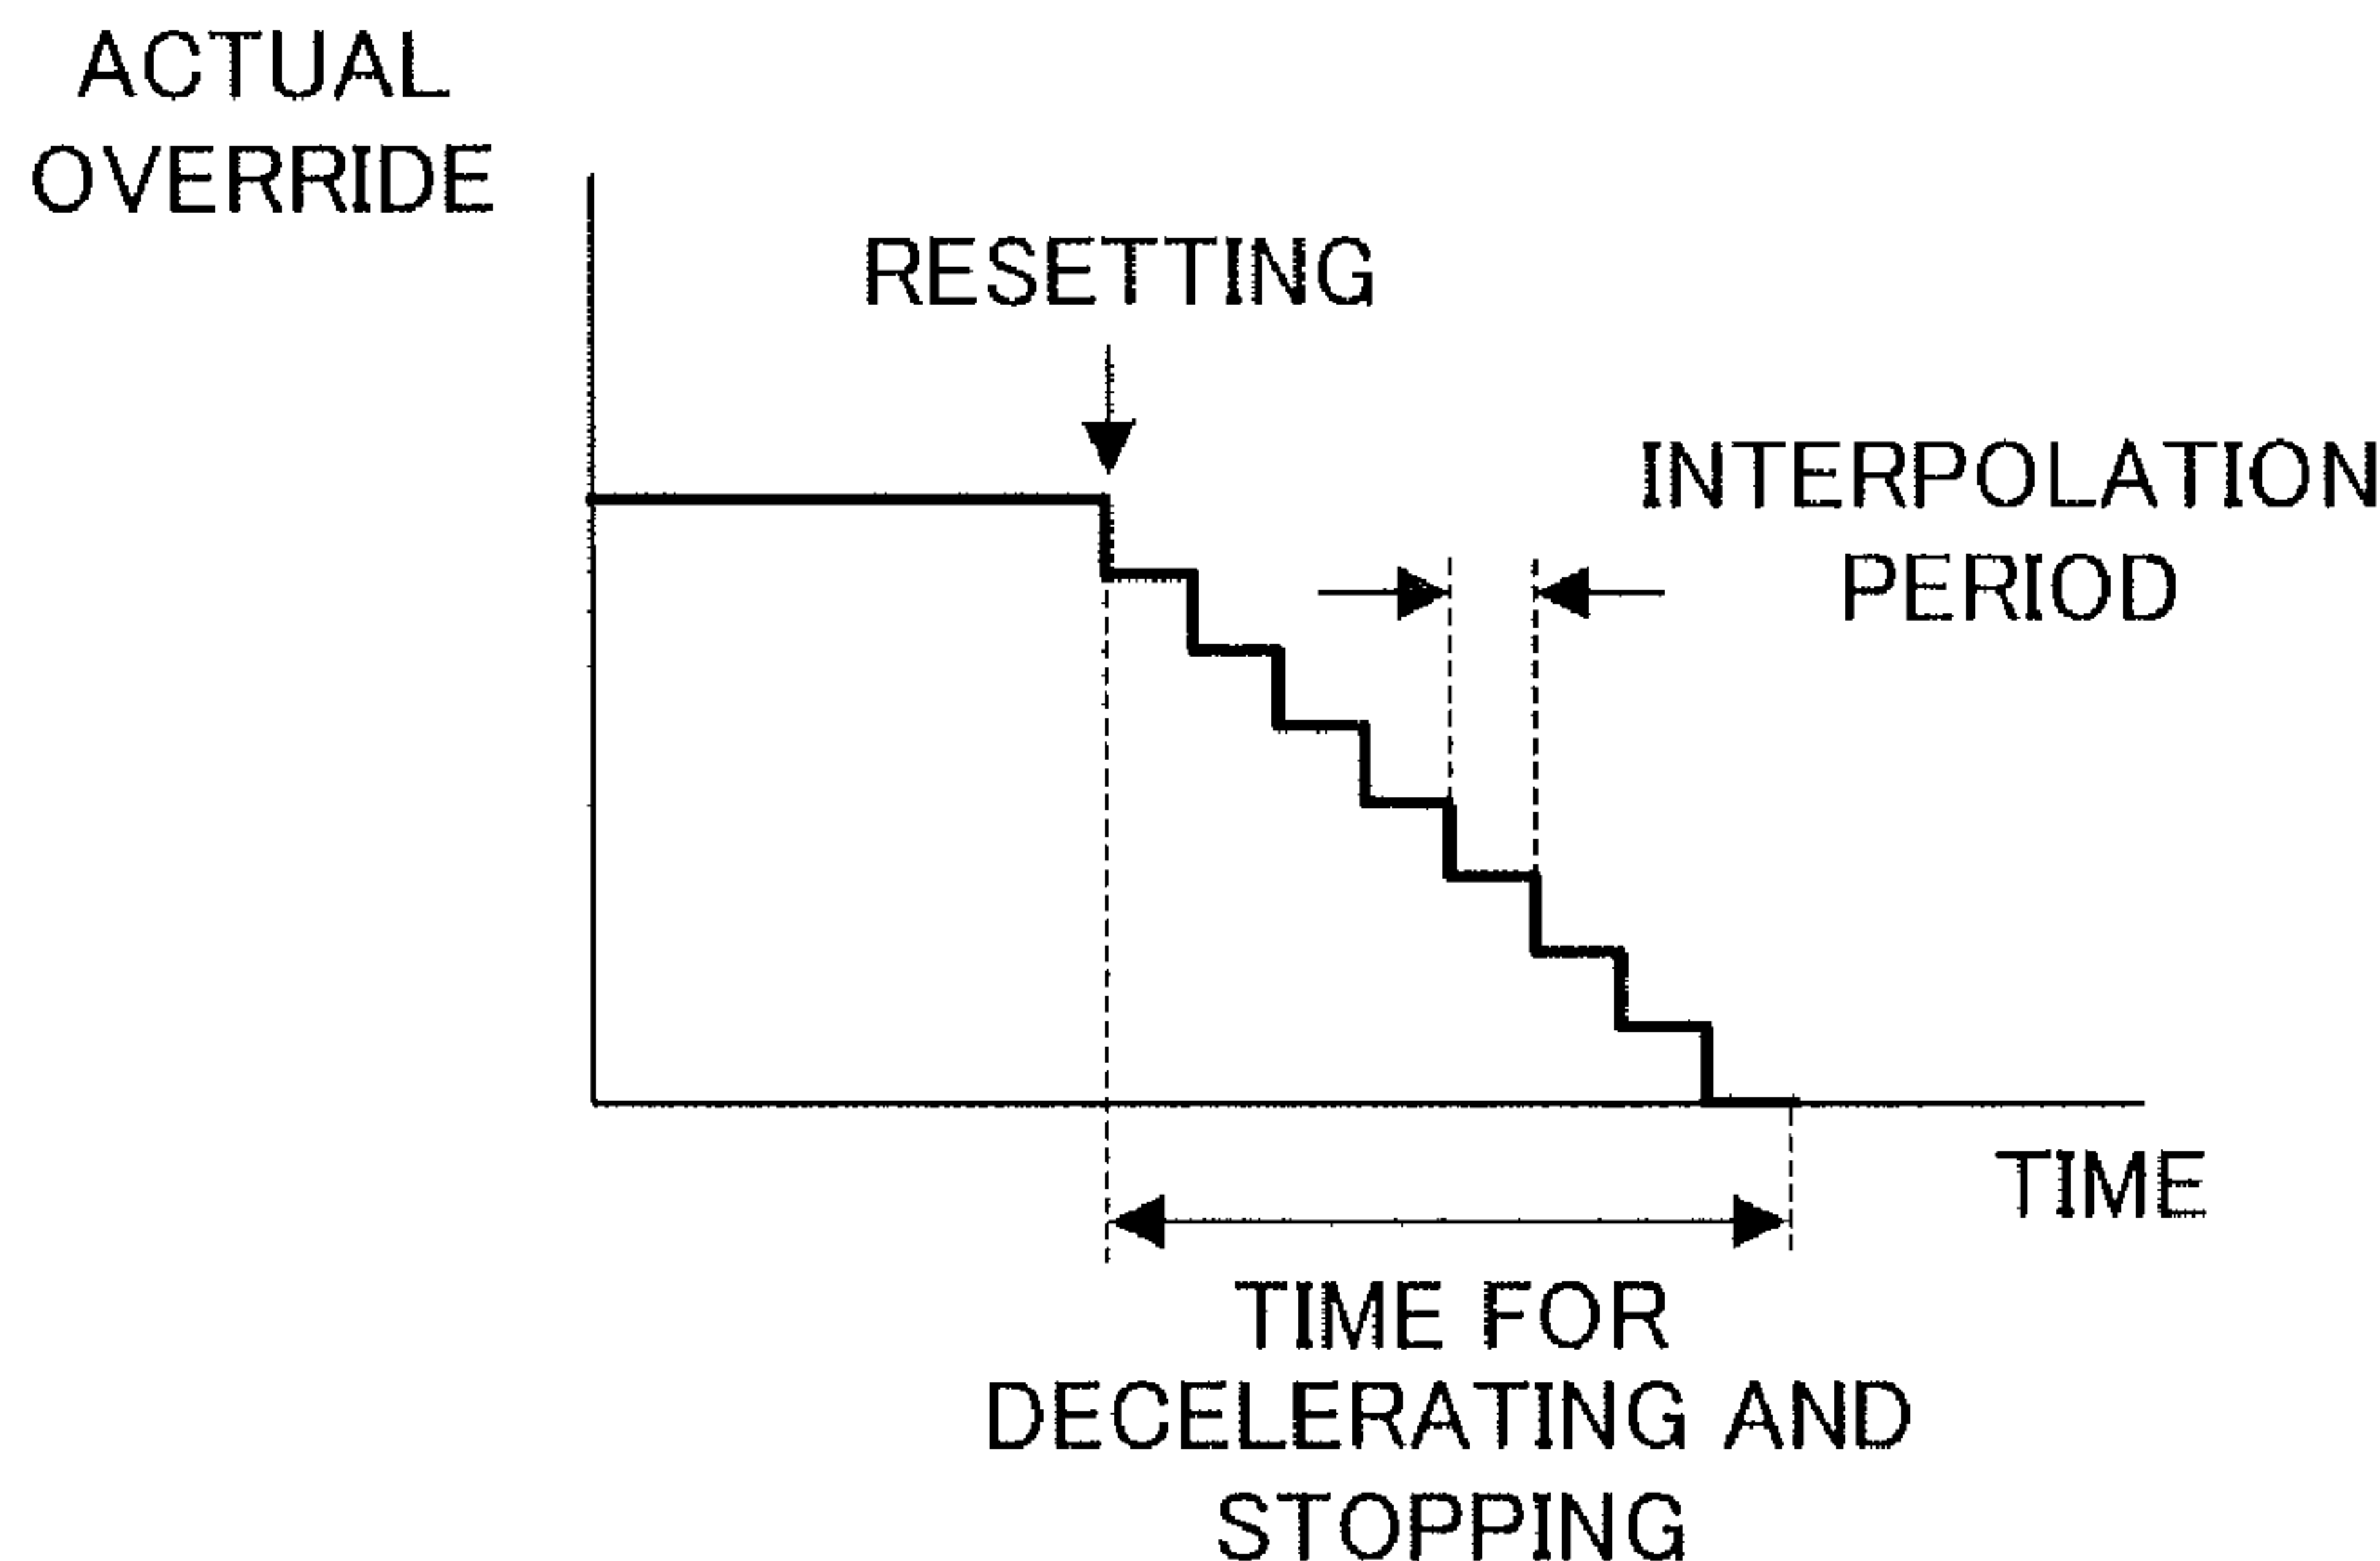 ACTUAL
OVERRIDE
RESETTING
INTERPOLATION
PERIOD
TIME
TIME FOR
DECELERATING AND
STOPPING